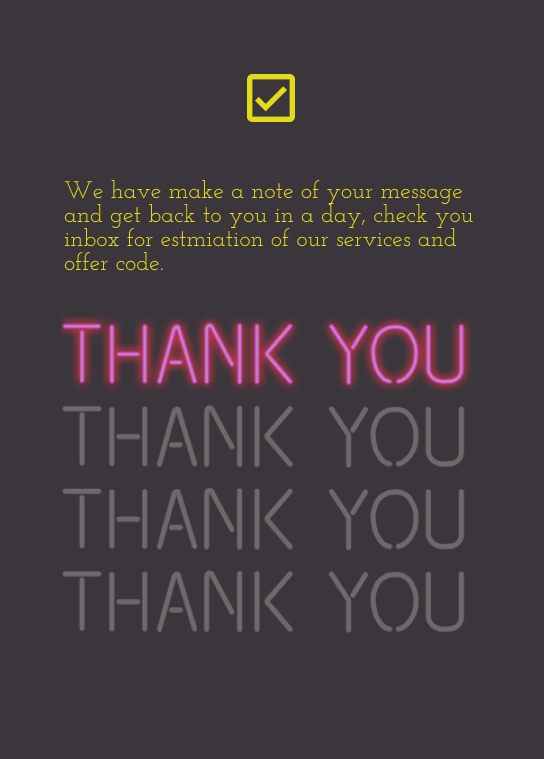 We have make a note of your message
and get back to you in a day, check you
inbox for estmiation of our services and
offer code.
THANK YOU
THANK YOU
THANK YOU
THANK YOU